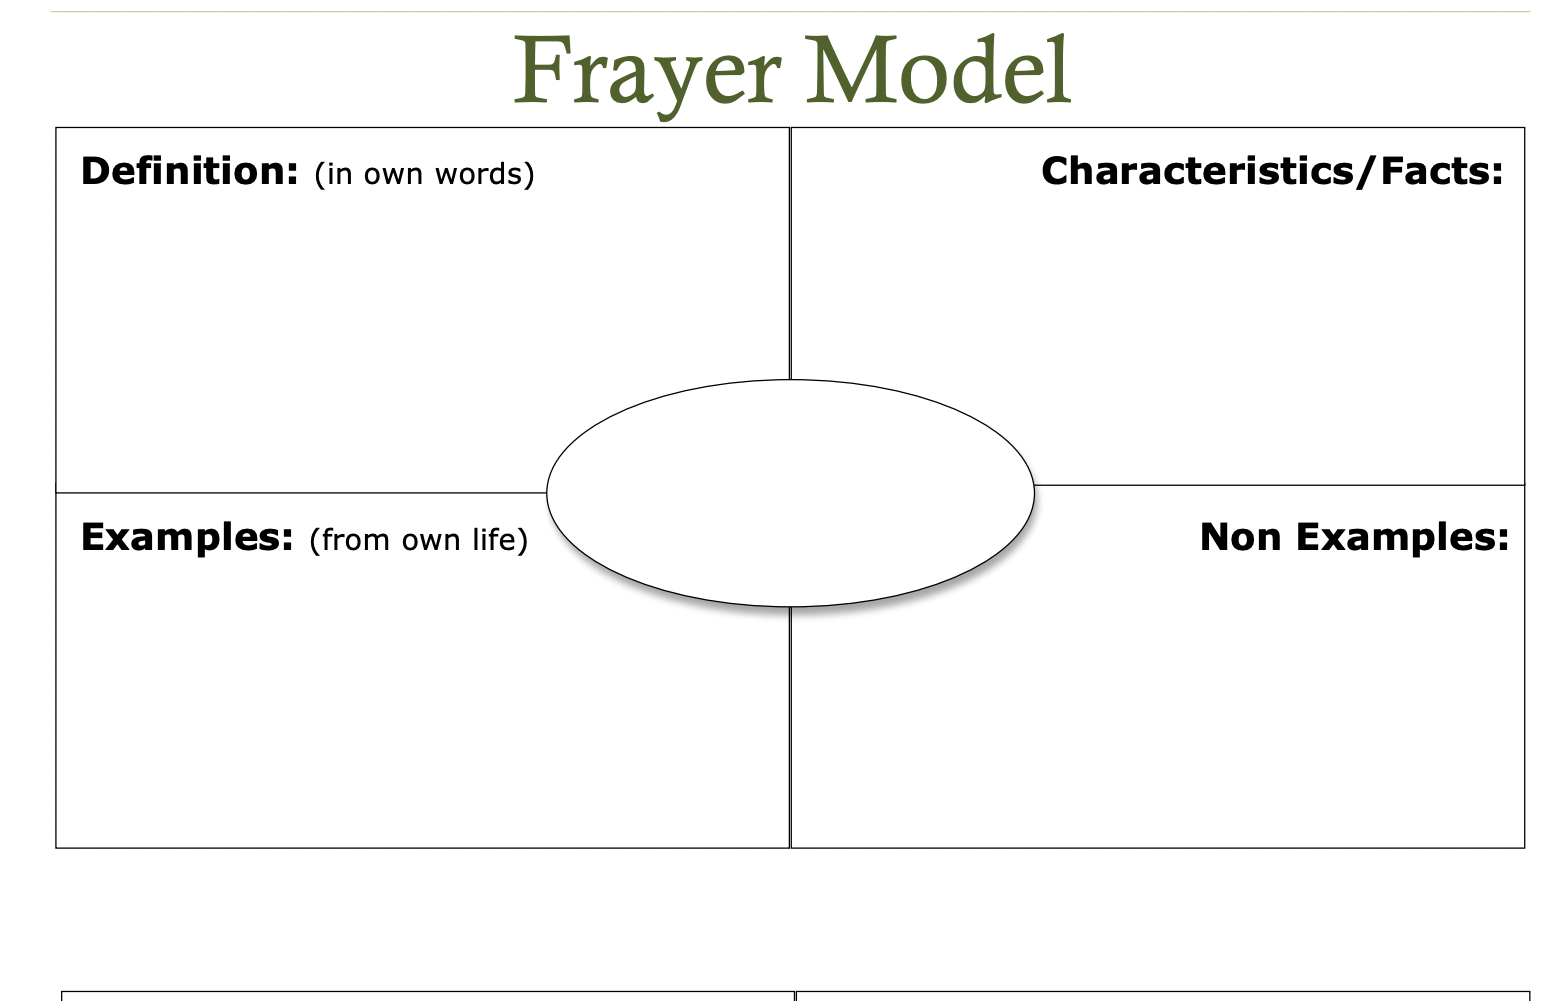 Frayer Model
Definition: (in own words)
Characteristics/Facts:
Examples: (from own life)
Non Examples: